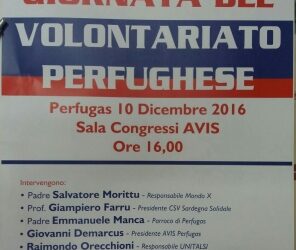 GIORNATA DEL
VOLONTARIATO
PERFUGHESE
Perfugas 10 Dicembre 2016
Sala Congressi AVIS
Ore 16,00
Intervengono:
• Padre Salvatore Morittu - Responsabile Mondo X
• Prof. Giampiero Farru - Presidente CSV Sardegna Solidale
• Padre Emmanuele Manca - Parroco di Perfugas
• Giovanni Demarcus - Presidente AVIS Perfugas
• Raimondo Orecchioni - Responsabile UNITALSI